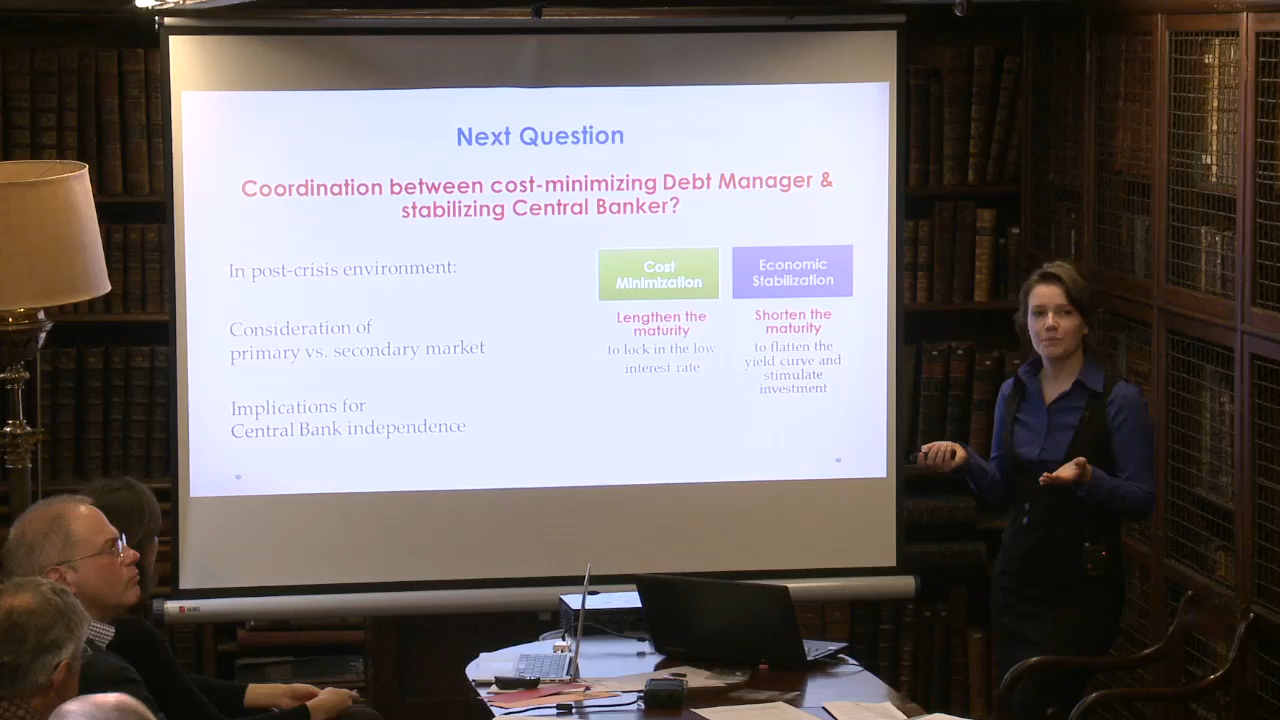 Next Question
Coordination between cost-minimizing Debt Manager &
stabilizing Central Banker?
In post-crisis environment:
Consideration of
primary vs. secondary market
Implications for
Central Bank independence
Cost
Minimization
Lengthen the
maturity
to lock in the low
interest rate
Economic
Stabilization
Shorten the
maturity
to flatten the
yield curve and
stimulate
investment